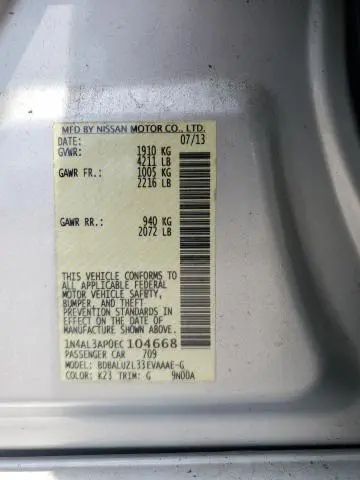 MFD BY NISSAN MOTOR CO., LTD.
DATE: 07/13
GVWR: 1910 KG
4211 LB
GAWR FR.: 1005 KG
2216 LB
GAWR RR.: 940 KG
2072 LB
THIS VEHICLE CONFORMS TO
ALL APPLICABLE FEDERAL
MOTOR VEHICLE SAFETY,
BUMPER, AND THEFT
PREVENTION STANDARDS IN
EFFECT ON THE DATE OF
MANUFACTURE SHOWN ABOVE.
1N4AL3AP0EC104668
PASSENGER CAR 709
MODEL: BDBALUZL33EVAAAE-G
COLOR: K23 TRIM: G 9N00A